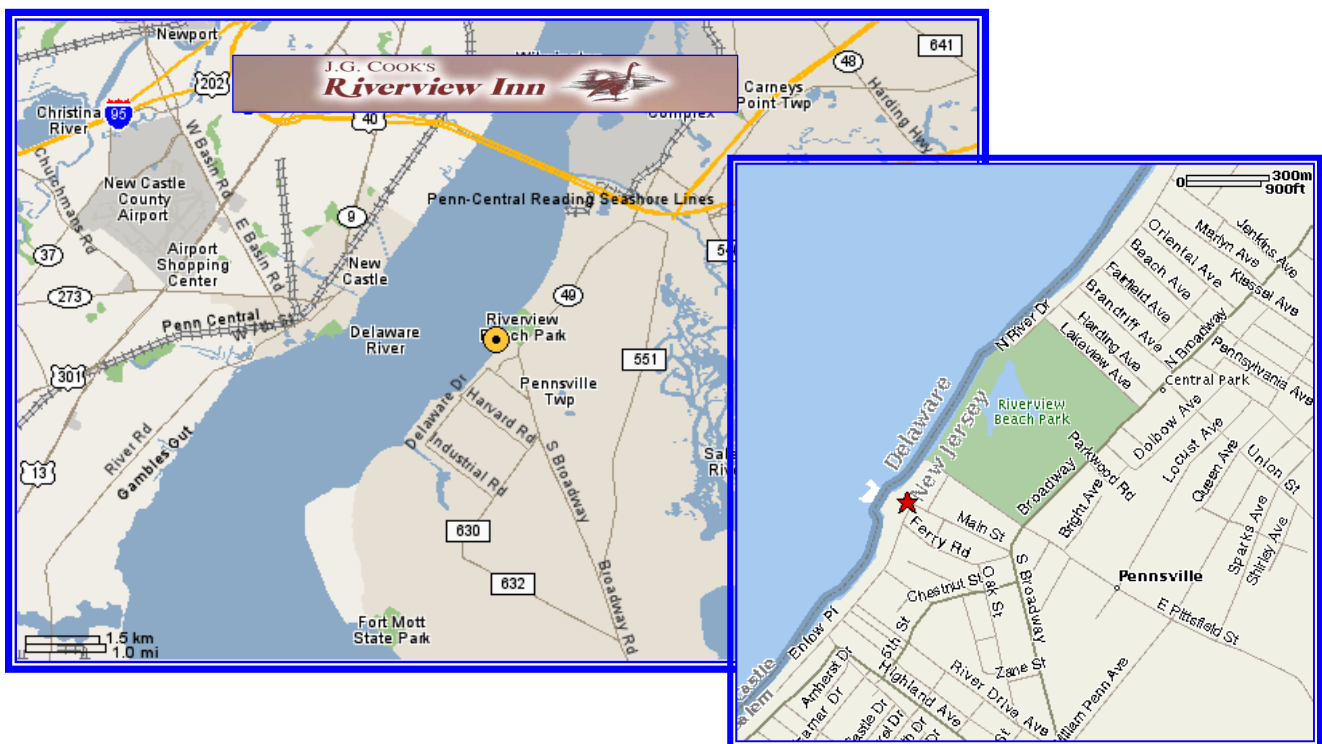 Newport
641
J.G. COOK'S
Riverview Inn
202
48
Carneys
Point Twp
Harding Hwy
Christina
River
95
40
Complex
W Basin Rd
Churchmans Rd
New Castle
County
Airport
Penn-Central Reading Seashore Lines
9
E Basin Rd
37
Airport
Shopping
Center
New
Castle
273
49
Penn Central
W 7th St
Delaware
River
Riverview
Beach Park
551
301
Pennsville
Twp
Delaware Dr
Harvard Rd
Industrial Rd
S Broadway
River Rd
Gambles Gut
13
630
632
Broadway Rd
Fort Mott
State Park
1.5 km
1.0 mi
0
300m
900ft
Jenkins Ave
Marlyn Ave
Oriental Ave
Kiessel Ave
Beach Ave
Fairfield Ave
Brandriff Ave
N River Dr
Harding Ave
Lakeview Ave
N Broadway
Pennsylvania Ave
Central Park
Riverview
Beach Park
Delaware
New Jersey
Dolbow Ave
Locust Ave
Queen Ave
Union St
Parkwood Rd
Broadway
Bright Ave
Sparks Ave
Shirley Ave
Main St
Ferry Rd
Pennsville
Chestnut St
Oak St
S Broadway
E Pittsfield St
Enlow Pl
5th St
Zane St
Amherst Dr
Highland Ave
River Drive Ave
William Penn Ave